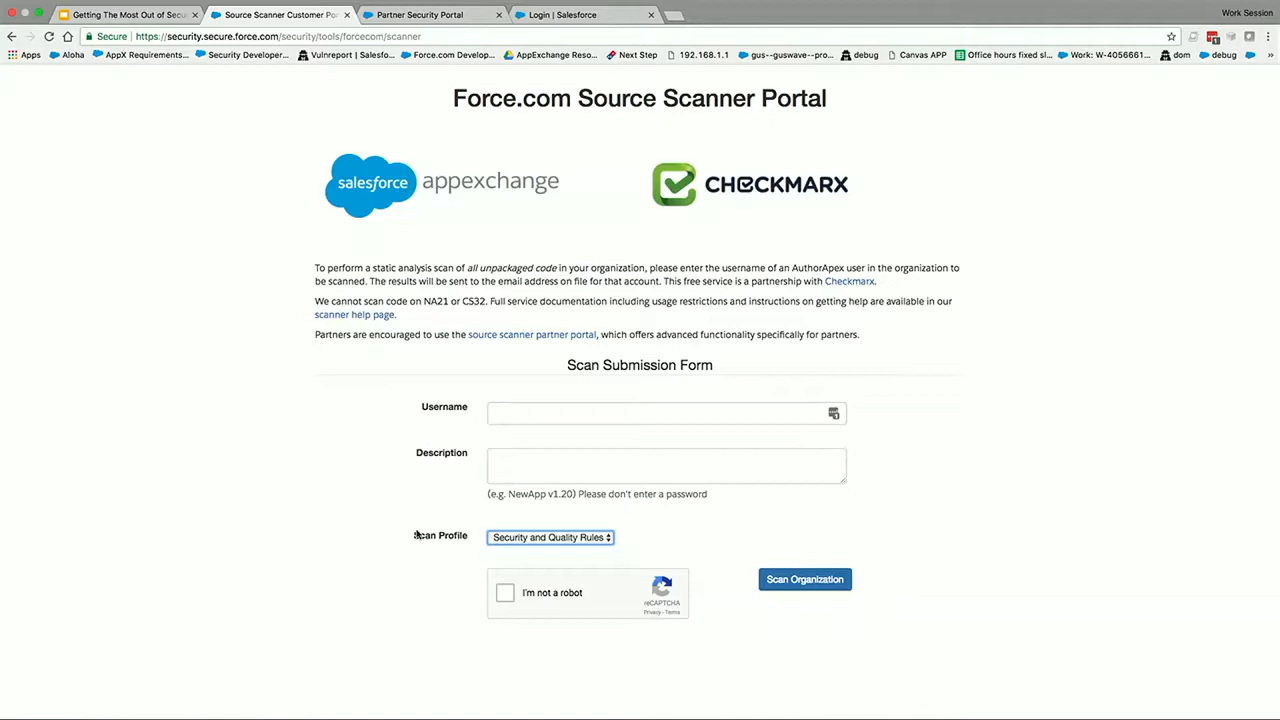 Getting The Most Out of Secu
Source Scanner Customer Po
Partner Security Portal
Login | Salesforce
Work Session
Secure
https://security.secure.force.com/security/tools/forcecom/scanner
Apps
Aloha
AppX Requirements...
Security Developer...
Vulnreport | Salesfo...
Force.com Develop...
AppExchange Reso...
Next Step
192.168.1.1
gus--guswave--pro...
debug
Canvas APP
Office hours fixed sl...
Work: W-4056661...
dom
debug
»
Force.com Source Scanner Portal
salesforce appexchange
CHECKMARX
To perform a static analysis scan of all unpackaged code in your organization, please enter the username of an AuthorApex user in the organization to
be scanned. The results will be sent to the email address on file for that account. This free service is a partnership with Checkmarx.
We cannot scan code on NA21 or CS32. Full service documentation including usage restrictions and instructions on getting help are available in our
scanner help page.
Partners are encouraged to use the source scanner partner portal, which offers advanced functionality specifically for partners.
Scan Submission Form
Username
Description
(e.g. NewApp v1.20) Please don't enter a password
Scan Profile
Security and Quality Rules
I'm not a robot
reCAPTCHA
Privacy - Terms
Scan Organization